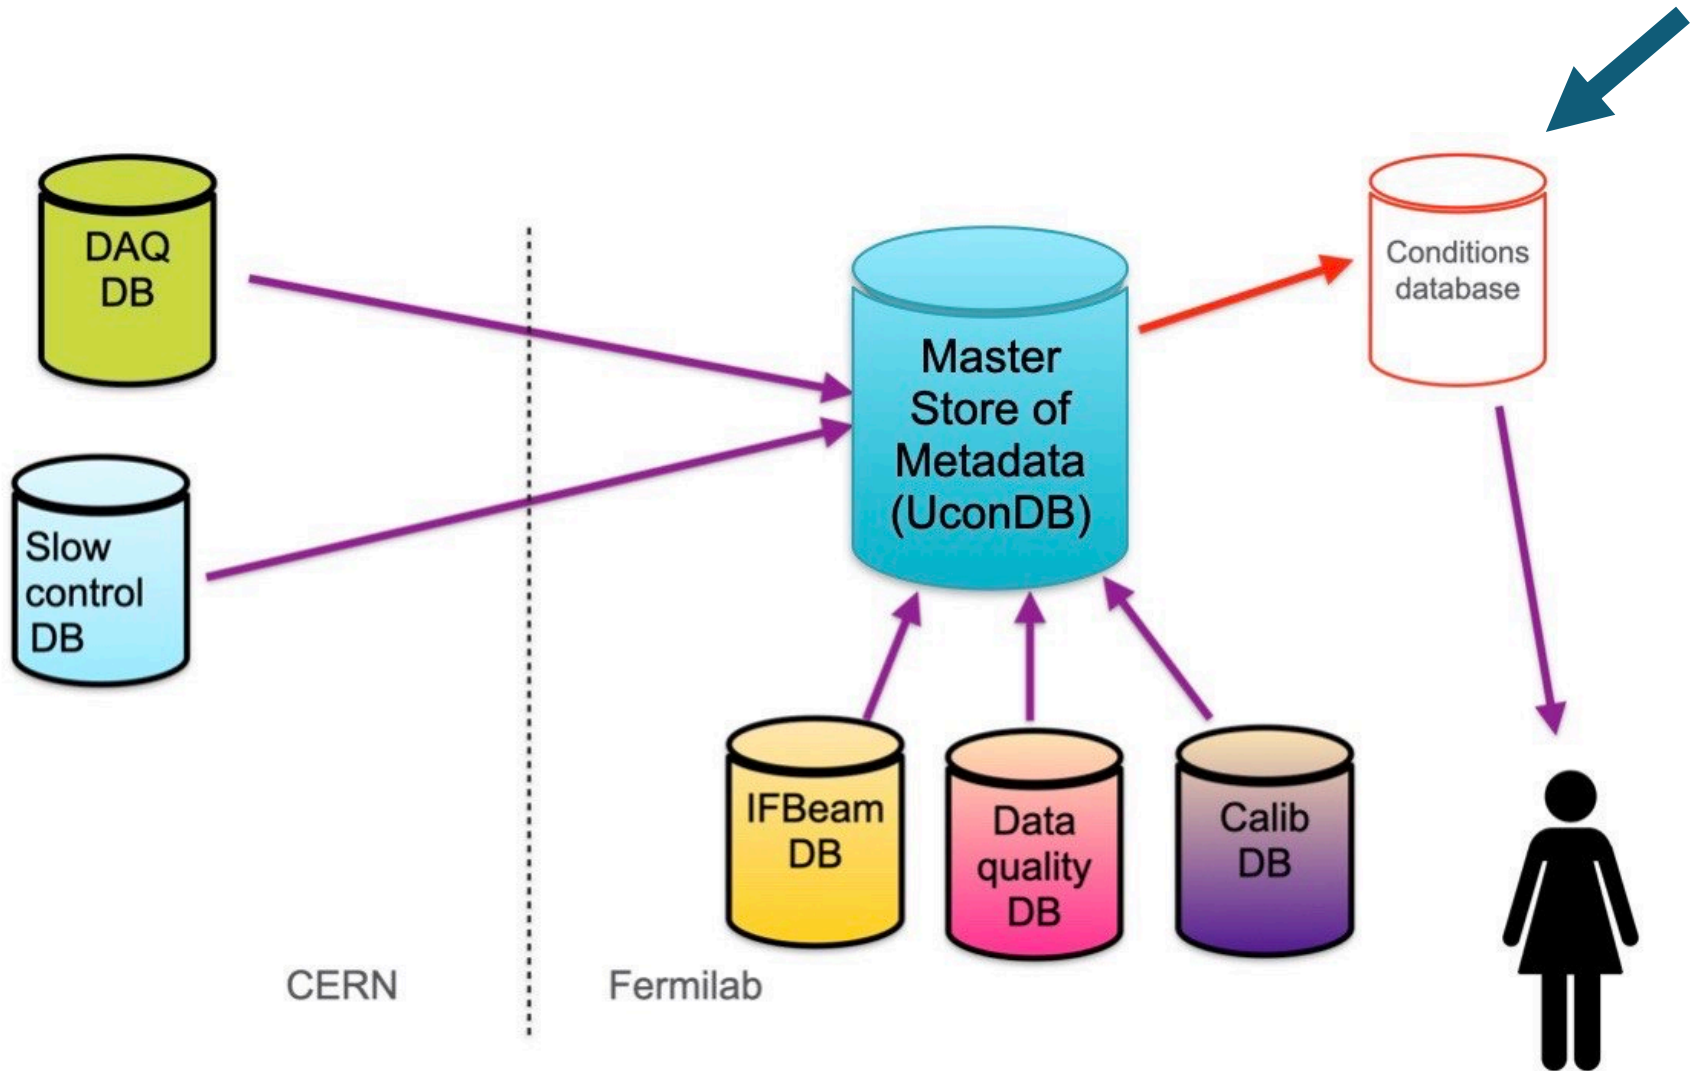 DAQ
DB
Slow
control
DB
Master
Store of
Metadata
(UconDB)
Conditions
database
IFBeam
DB
Data
quality
DB
Calib
DB
CERN
Fermilab